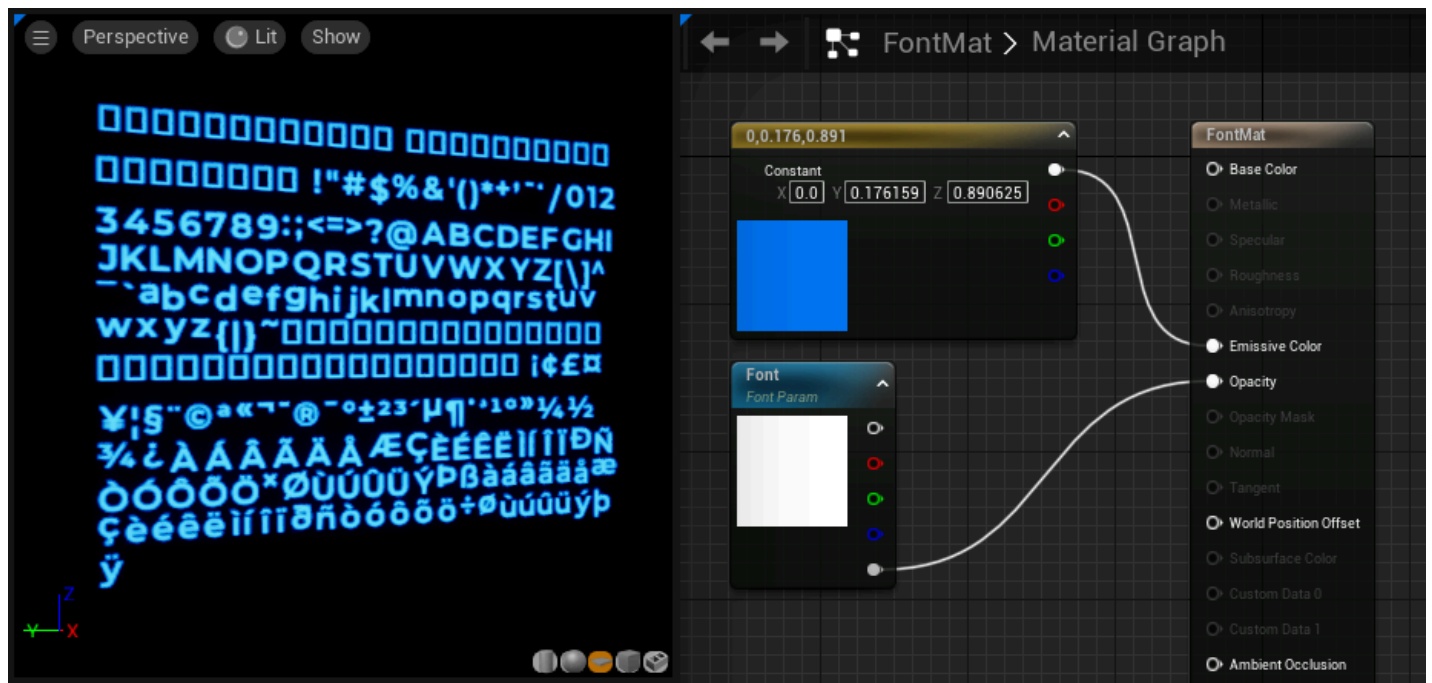 Perspective Lit Show
!"#$%&'()*+'-·/012
3456789:;<=>?@ABCDEFGHI
JKLMNOPQRSTUVWXYZ[\]^
¯`abcdefghijklmnopqrstuv
wxyz{|}~
¡¢£¤
¥¦§¨©ª«¬-®¯°±²³´µ¶·¸¹º»¼½
¾¿ÀÁÂÃÄÅÆÇÈÉÊËÌÍÎÏÐÑ
ÒÓÔÕÖ×ØÙÚÛÜÝÞßàáâãäåæ
çèéêëìíîïðñòóôõö÷øùúûüýþ
ÿ
Z
Y X
FontMat > Material Graph
0,0.176,0.891
Constant
X 0.0 Y 0.176159 Z 0.890625
Font
Font Param
FontMat
Base Color
Metallic
Specular
Roughness
Anisotropy
Emissive Color
Opacity
Opacity Mask
Normal
Tangent
World Position Offset
Subsurface Color
Custom Data 0
Custom Data 1
Ambient Occlusion